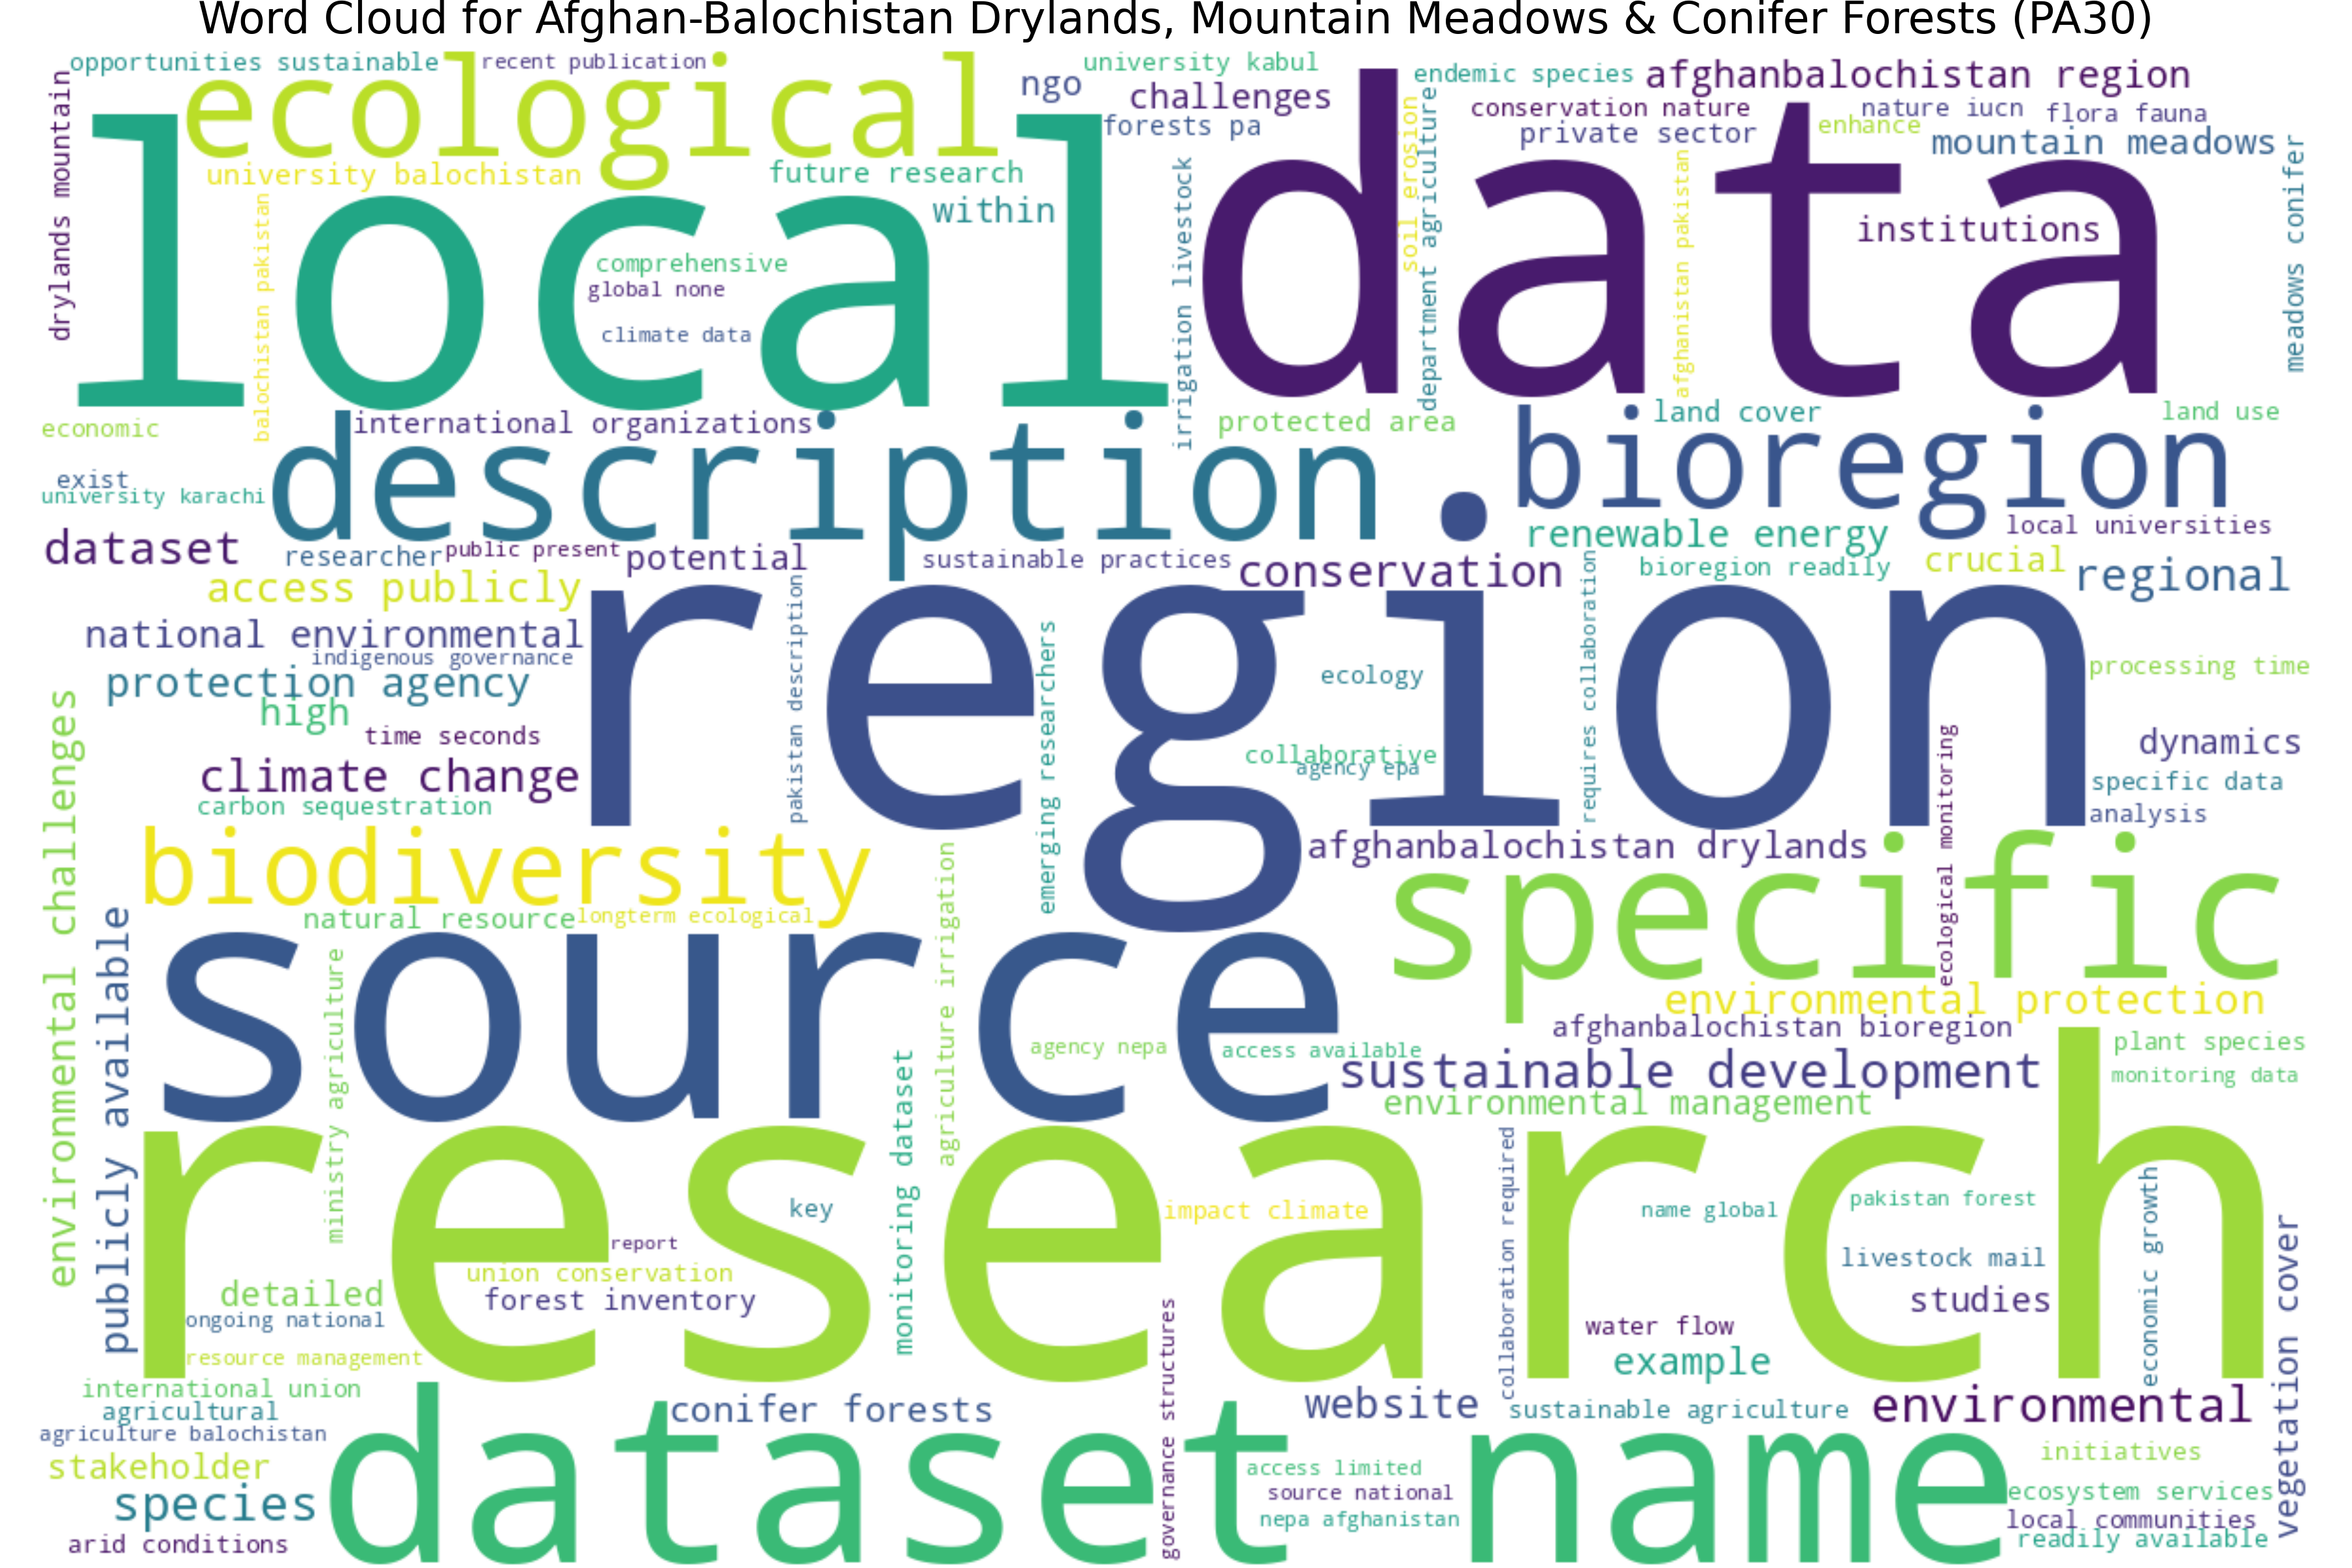 Word Cloud for Afghan-Balochistan Drylands, Mountain Meadows & Conifer Forests (PA30)
opportunities sustainable
recent publication
university kabul
ecological
ngo
challenges
endemic species
afghanbalochistan region
conservation nature
nature iucn
flora fauna
forests pa
private sector
enhance
mountain meadows
drylands mountain
local
data
university balochistan
future research
within
soil erosion
department agriculture
afghanistan pakistan
institutions
meadows conifer
balochistan pakistan
comprehensive
global none
climate data
irrigation livestock
economic
international organizations
protected area
land cover
land use
exist
university karachi
description
.
bioregion
dataset
researcher
public present
potential
sustainable practices
conservation
renewable energy
local universities
bioregion readily
crucial
regional
access publicly
national environmental
indigenous governance
protection agency
high
time seconds
climate change
carbon sequestration
pakistan description
region
emerging researchers
ecology
collaborative
agency epa
requires collaboration
processing time
dynamics
specific data
analysis
ecological monitoring
environmental challenges
biodiversity
afghanbalochistan drylands
specific
natural resource
longterm ecological
publicly available
source
ministry agriculture
agriculture irrigation
monitoring dataset
agency nepa
access available
environmental protection
afghanbalochistan bioregion
sustainable development
environmental management
plant species
monitoring data
research
key
report
union conservation
forest inventory
detailed
ongoing national
resource management
impact climate
collaboration required
name global
pakistan forest
livestock mail
studies
water flow
example
economic growth
vegetation cover
governance structures
international union
agricultural
agriculture balochistan
stakeholder
species
arid conditions
conifer forests
website
sustainable agriculture
environmental
dataset
name
access limited
source national
nepa afghanistan
initiatives
ecosystem services
local communities
readily available